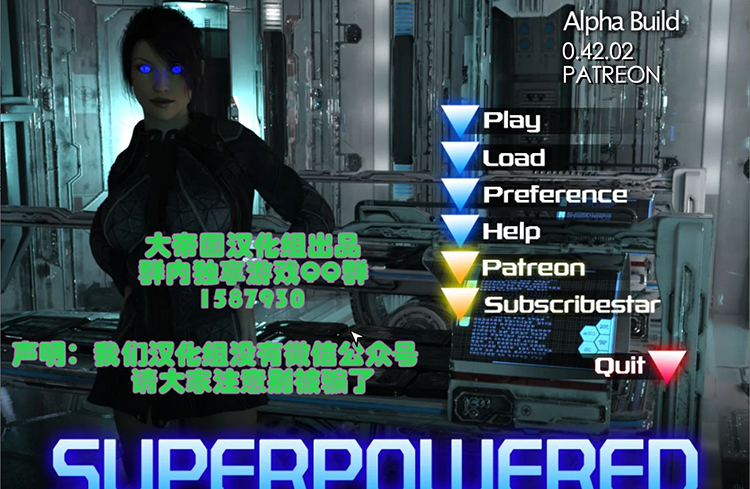 Alpha Build
0.42.02
PATREON
Play
Load
Preference
Help
Patreon
Subscribestar
Quit
大帝国汉化组出品
群内独享游戏QQ群
1587930
声明：我们汉化组没有微信公众号
请大家注意别被骗了
SUPERPOWERED